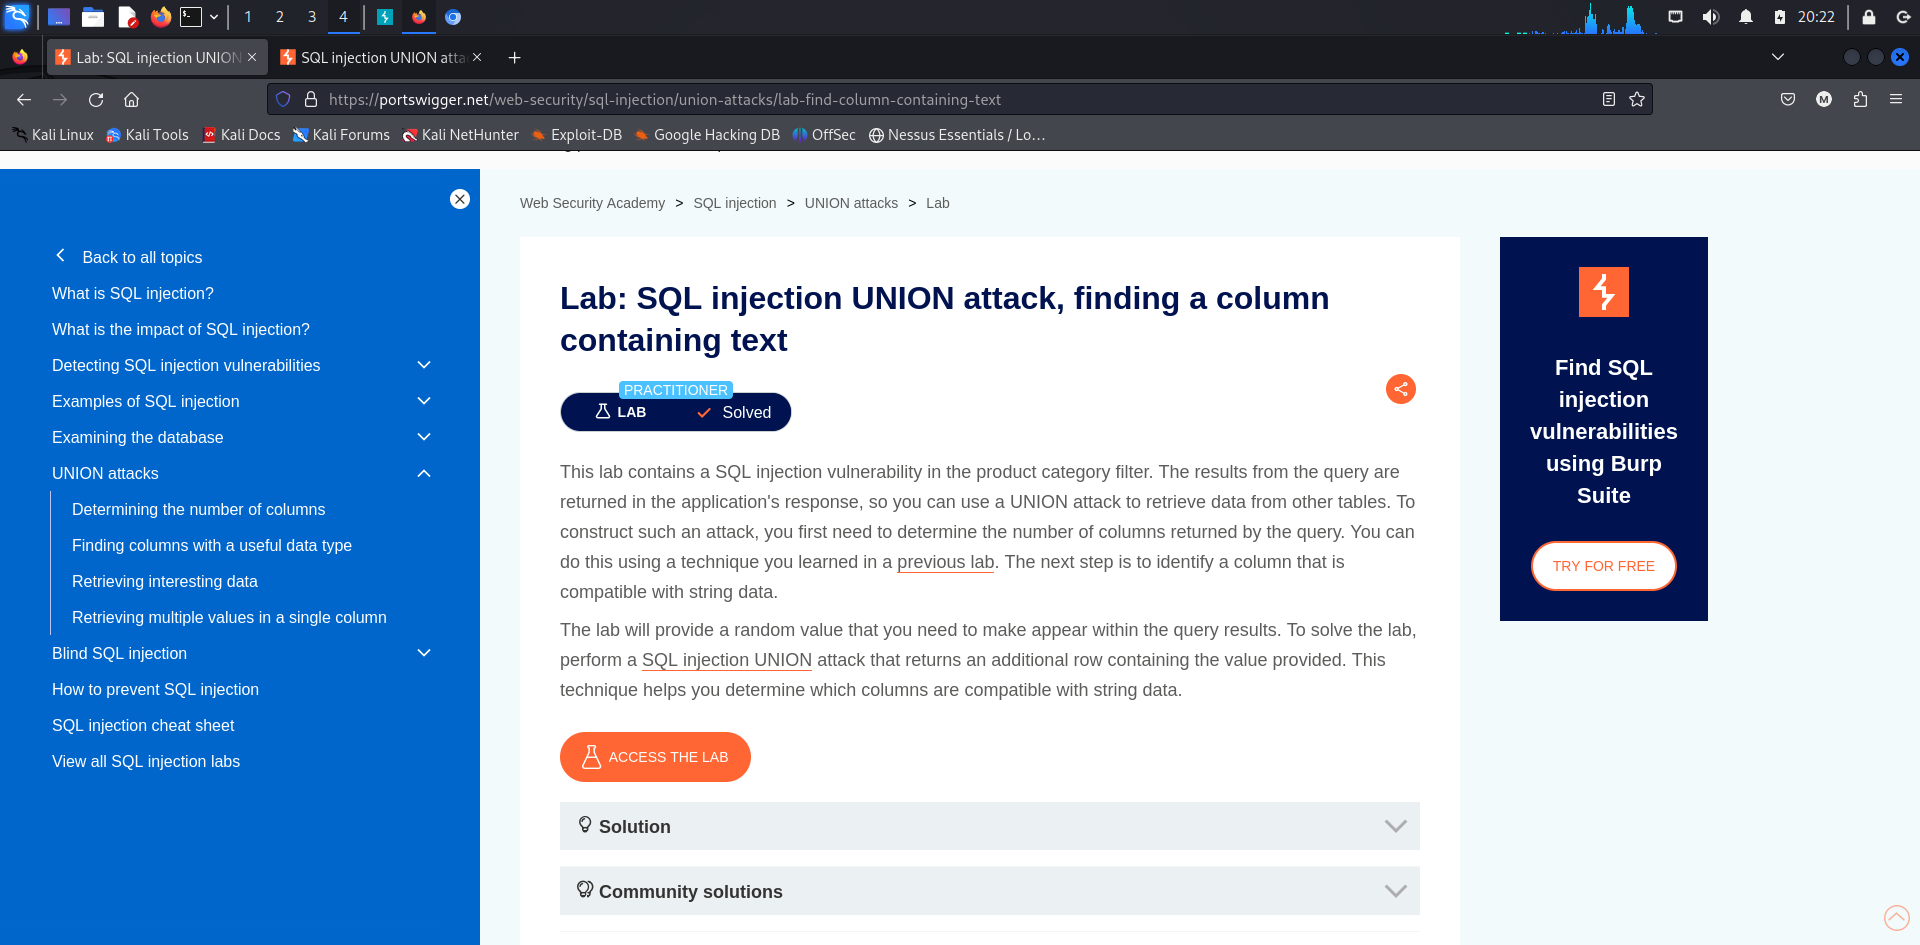 1 2 3 4 20:22
Lab: SQL injection UNION SQL injection UNION atta
https://portswigger.net/web-security/sql-injection/union-attacks/lab-find-column-containing-text
M
Kali Linux Kali Tools Kali Docs Kali Forums Kali NetHunter Exploit-DB Google Hacking DB OffSec Nessus Essentials / Lo…
Web Security Academy > SQL injection > UNION attacks > Lab
Back to all topics
What is SQL injection?
What is the impact of SQL injection?
Detecting SQL injection vulnerabilities
Examples of SQL injection
Examining the database
UNION attacks
Determining the number of columns
Finding columns with a useful data type
Retrieving interesting data
Retrieving multiple values in a single column
Blind SQL injection
How to prevent SQL injection
SQL injection cheat sheet
View all SQL injection labs
Lab: SQL injection UNION attack, finding a column
containing text
PRACTITIONER
LAB Solved
This lab contains a SQL injection vulnerability in the product category filter. The results from the query are
returned in the application's response, so you can use a UNION attack to retrieve data from other tables. To
construct such an attack, you first need to determine the number of columns returned by the query. You can
do this using a technique you learned in a previous lab. The next step is to identify a column that is
compatible with string data.
The lab will provide a random value that you need to make appear within the query results. To solve the lab,
perform a SQL injection UNION attack that returns an additional row containing the value provided. This
technique helps you determine which columns are compatible with string data.
ACCESS THE LAB
Solution
Community solutions
Find SQL
injection
vulnerabilities
using Burp
Suite
TRY FOR FREE